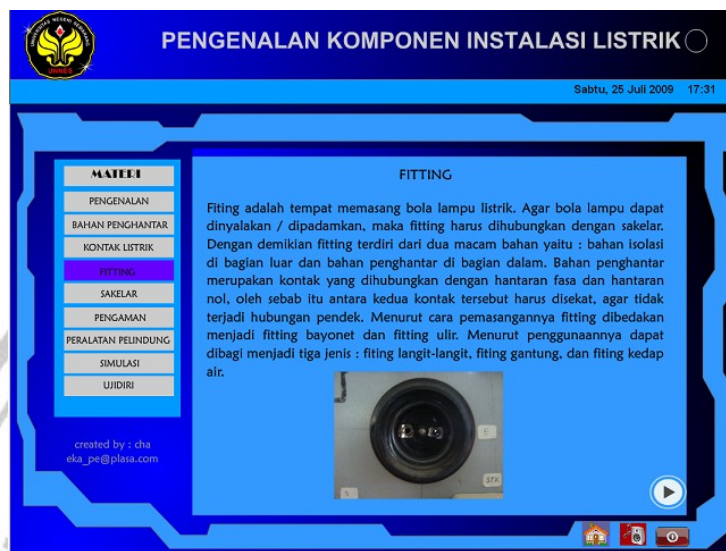 UNIVERSITAS NEGERI SEMARANG
UNNES
PENGENALAN KOMPONEN INSTALASI LISTRIK
Sabtu, 25 Juli 2009 17:31
MATERI
PENGENALAN
BAHAN PENGHANTAR
KONTAK LISTRIK
FITTING
SAKELAR
PENGAMAN
PERALATAN PELINDUNG
SIMULASI
UJIDIRI
created by : cha
eka_pe@plasa.com
FITTING
Fiting adalah tempat memasang bola lampu listrik. Agar bola lampu dapat
dinyalakan / dipadamkan, maka fitting harus dihubungkan dengan sakelar.
Dengan demikian fitting terdiri dari dua macam bahan yaitu : bahan isolasi
di bagian luar dan bahan penghantar di bagian dalam. Bahan penghantar
merupakan kontak yang dihubungkan dengan hantaran fasa dan hantaran
nol, oleh sebab itu antara kedua kontak tersebut harus disekat, agar tidak
terjadi hubungan pendek. Menurut cara pemasangannya fitting dibedakan
menjadi fitting bayonet dan fitting ulir. Menurut penggunaannya dapat
dibagi menjadi tiga jenis : fiting langit-langit, fiting gantung, dan fiting kedap
air.
STK